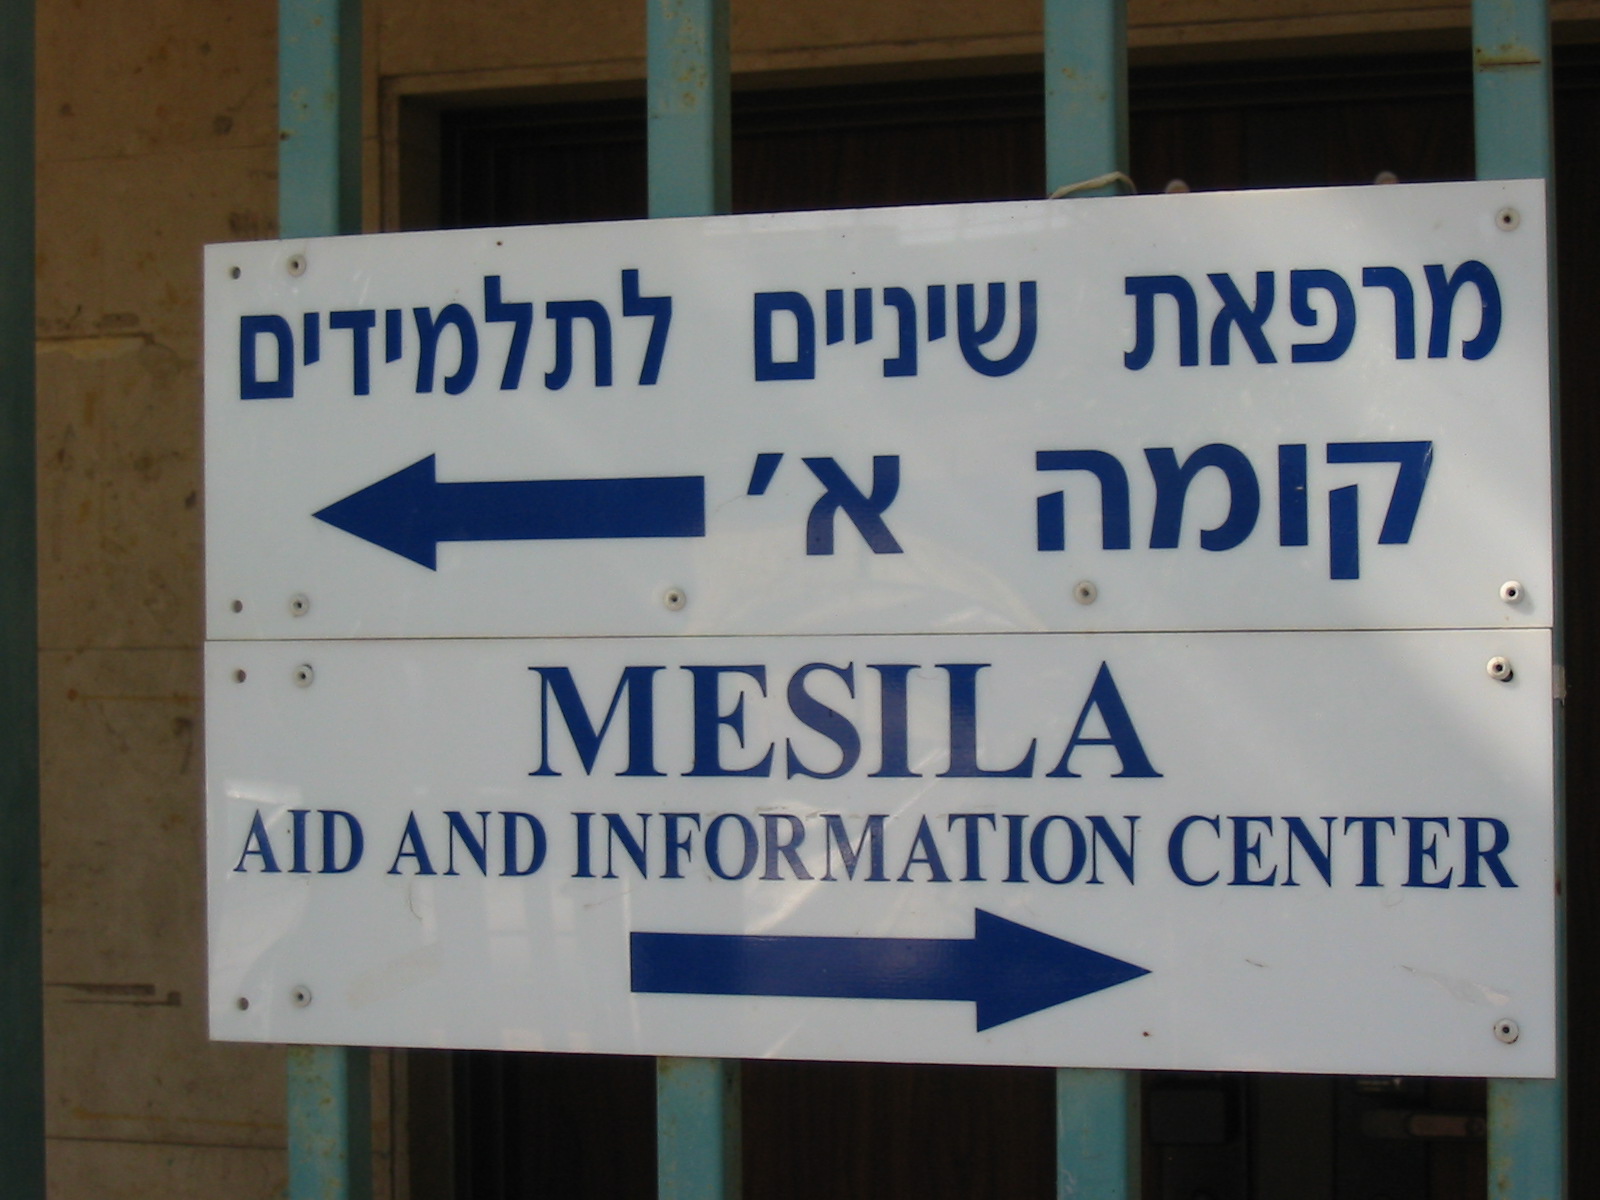 מרפאת שיניים לתלמידים
קומה א'
MESILA
AID AND INFORMATION CENTER